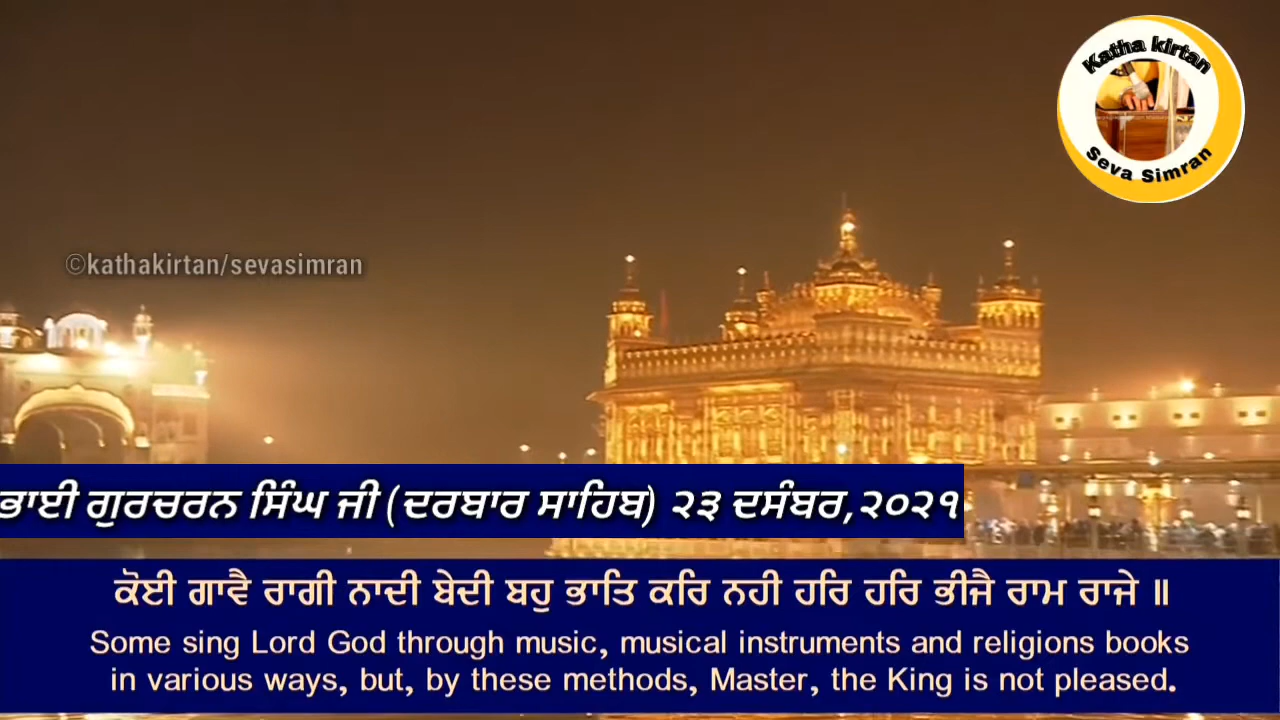 Katha kirtan
Seva Simran
©kathakirtan/sevasimran
ਭਾਈ ਗੁਰਚਰਨ ਸਿੰਘ ਜੀ (ਦਰਬਾਰ ਸਾਹਿਬ) ੨੩ ਦਸੰਬਰ,੨੦੨੧
ਕੋਈ ਗਾਵੈ ਰਾਗੀ ਨਾਦੀ ਬੇਦੀ ਬਹੁ ਭਾਤਿ ਕਰਿ ਨਹੀ ਹਰਿ ਹਰਿ ਭੀਜੈ ਰਾਮ ਰਾਜੇ ॥
Some sing Lord God through music, musical instruments and religions books
in various ways, but, by these methods, Master, the King is not pleased.